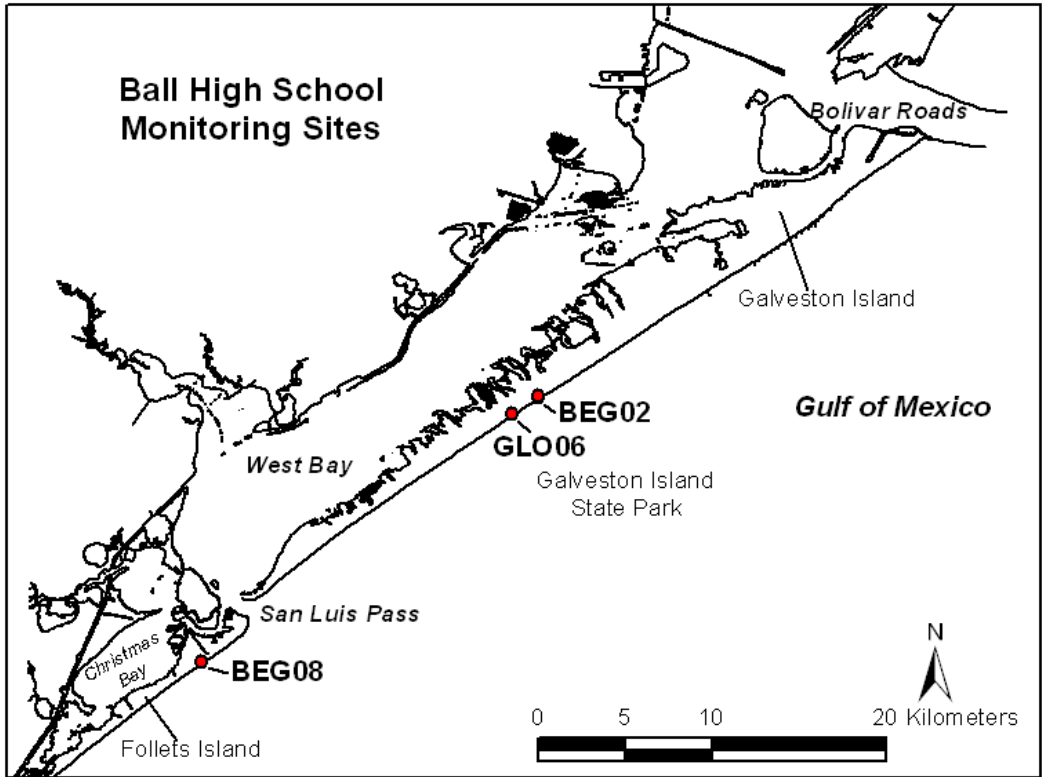 Ball High School
Monitoring Sites
Bolivar Roads
Galveston Island
BEG02
Gulf of Mexico
GLO06
West Bay
Galveston Island
State Park
San Luis Pass
Christmas
Bay
BEG08
N
0 5 10 20 Kilometers
Follets Island